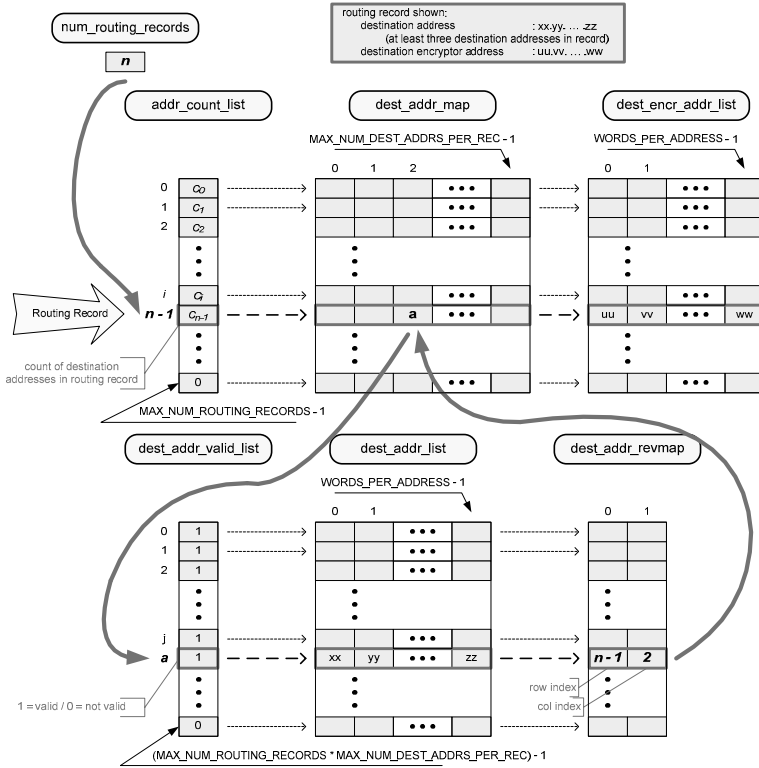 num_routing_records
n
routing record shown:
destination address : xx.yy. ... .zz
(at least three destination addresses in record)
destination encryptor address : uu.vv. ... .ww
addr_count_list
dest_addr_map
dest_encr_addr_list
MAX_NUM_DEST_ADDRS_PER_REC - 1
WORDS_PER_ADDRESS - 1
0 1 2
0 1
0 C0
1 C1
2 C2
i Ci
Routing Record
n - 1 Cn-1 a uu vv ww
count of destination
addresses in routing record
0
MAX_NUM_ROUTING_RECORDS - 1
dest_addr_valid_list
dest_addr_list
dest_addr_revmap
WORDS_PER_ADDRESS - 1
0 1
0 1
0 1
1 1
2 1
j 1
a 1 xx yy zz n - 1 2
row index
col index
1 = valid / 0 = not valid
0
(MAX_NUM_ROUTING_RECORDS * MAX_NUM_DEST_ADDRS_PER_REC) - 1